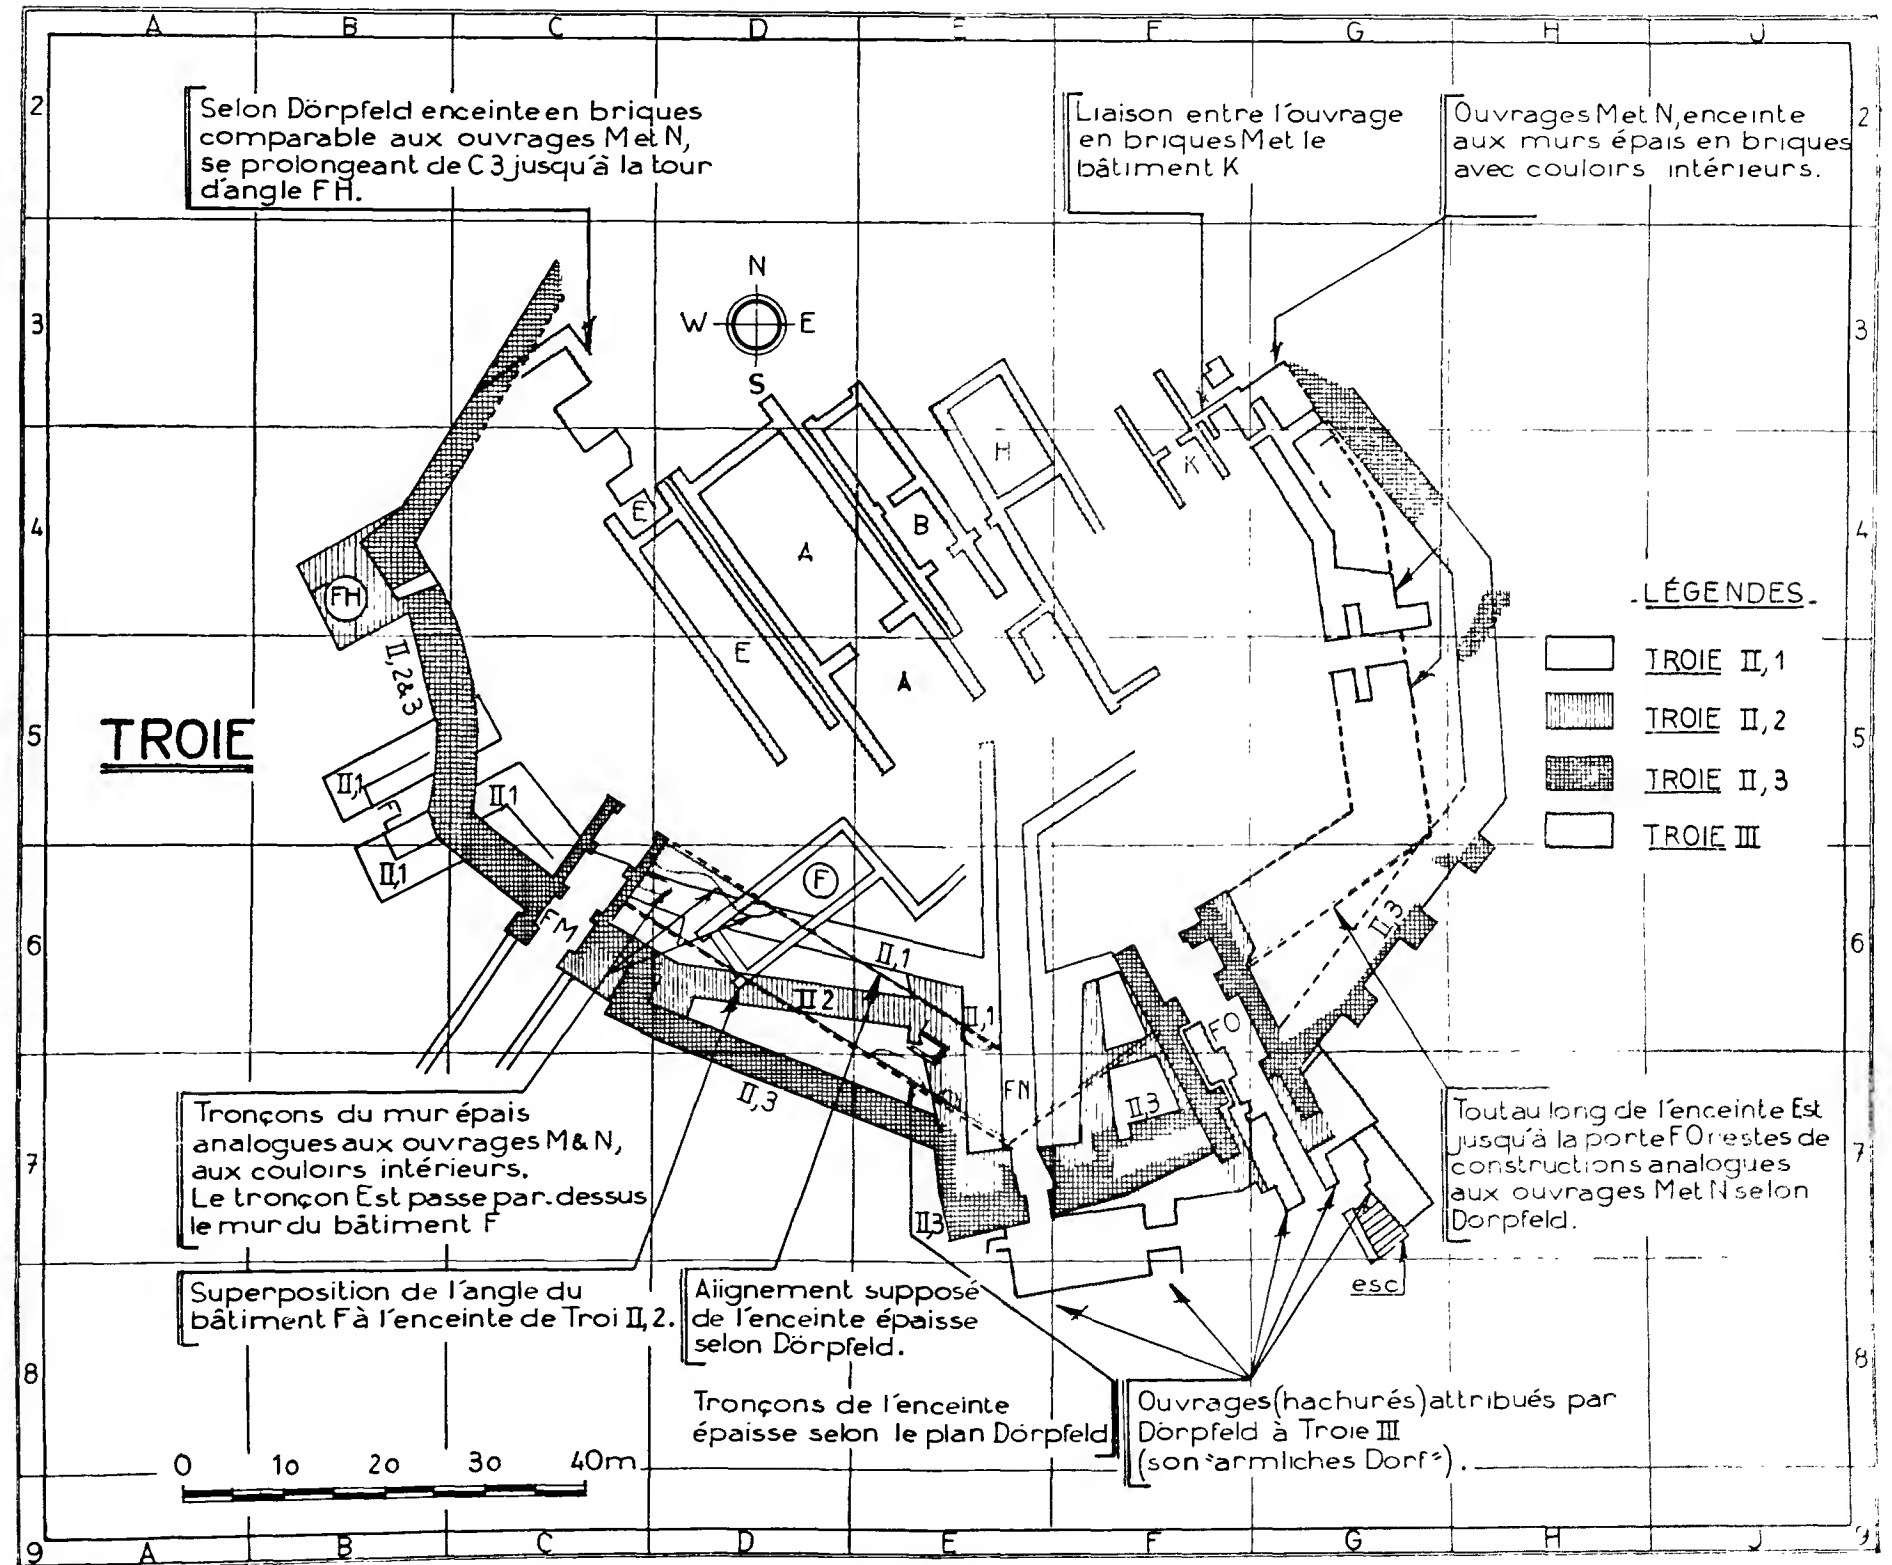 A B C D E F G H J
2 2
Selon Dörpfeld enceinte en briques
comparable aux ouvrages M et N,
se prolongeant de C3 jusqu'à la tour
d'angle FH.
Liaison entre l'ouvrage
en briques M et le
bâtiment K
Ouvrages M et N, enceinte
aux murs épais en briques
avec couloirs intérieurs.
3 3
N
W E
S
H
K
4 4
E
A
B
FH
E
A
II,2&3
LÉGENDES
TROIE II,1
TROIE II,2
TROIE II,3
TROIE III
TROIE
5 5
II,1
FL
II,1
II,1
F
FM
6 6
II,1
II 2
II,1
FO
II,3
FN
II,3
II,3
II,3
7 7
Tronçons du mur épais
analogues aux ouvrages M & N,
aux couloirs intérieurs.
Le tronçon Est passe par-dessus
le mur du bâtiment F
Tout au long de l'enceinte Est
jusqu'à la porte FO restes de
constructions analogues
aux ouvrages M et N selon
Dorpfeld.
esc
Superposition de l'angle du
bâtiment F à l'enceinte de Troi II,2.
Alignement supposé
de l'enceinte épaisse
selon Dörpfeld.
8 8
Tronçons de l'enceinte
épaisse selon le plan Dörpfeld
Ouvrages (hachurés) attribués par
Dörpfeld à Troie III
(son "armliches Dorf").
0 10 20 30 40m
9 9
A B C D E F G H J